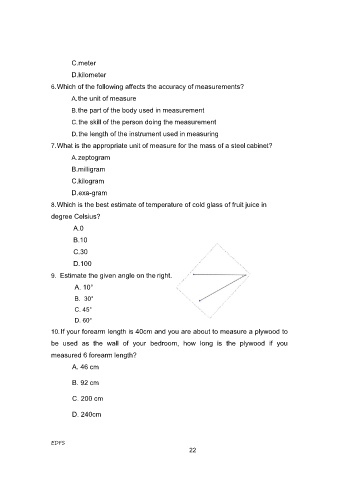 C.meter
D.kilometer
6.Which of the following affects the accuracy of measurements?
A.the unit of measure
B.the part of the body used in measurement
C.the skill of the person doing the measurement
D.the length of the instrument used in measuring
7.What is the appropriate unit of measure for the mass of a steel cabinet?
A.zeptogram
B.milligram
C.kilogram
D.exa-gram
8.Which is the best estimate of temperature of cold glass of fruit juice in
degree Celsius?
A.0
B.10
C.30
D.100
9. Estimate the given angle on the right.
A. 10°
B. 30°
C. 45°
D. 60°
10.If your forearm length is 40cm and you are about to measure a plywood to
be used as the wall of your bedroom, how long is the plywood if you
measured 6 forearm length?
A. 46 cm
B. 92 cm
C. 200 cm
D. 240cm
EDFS
22